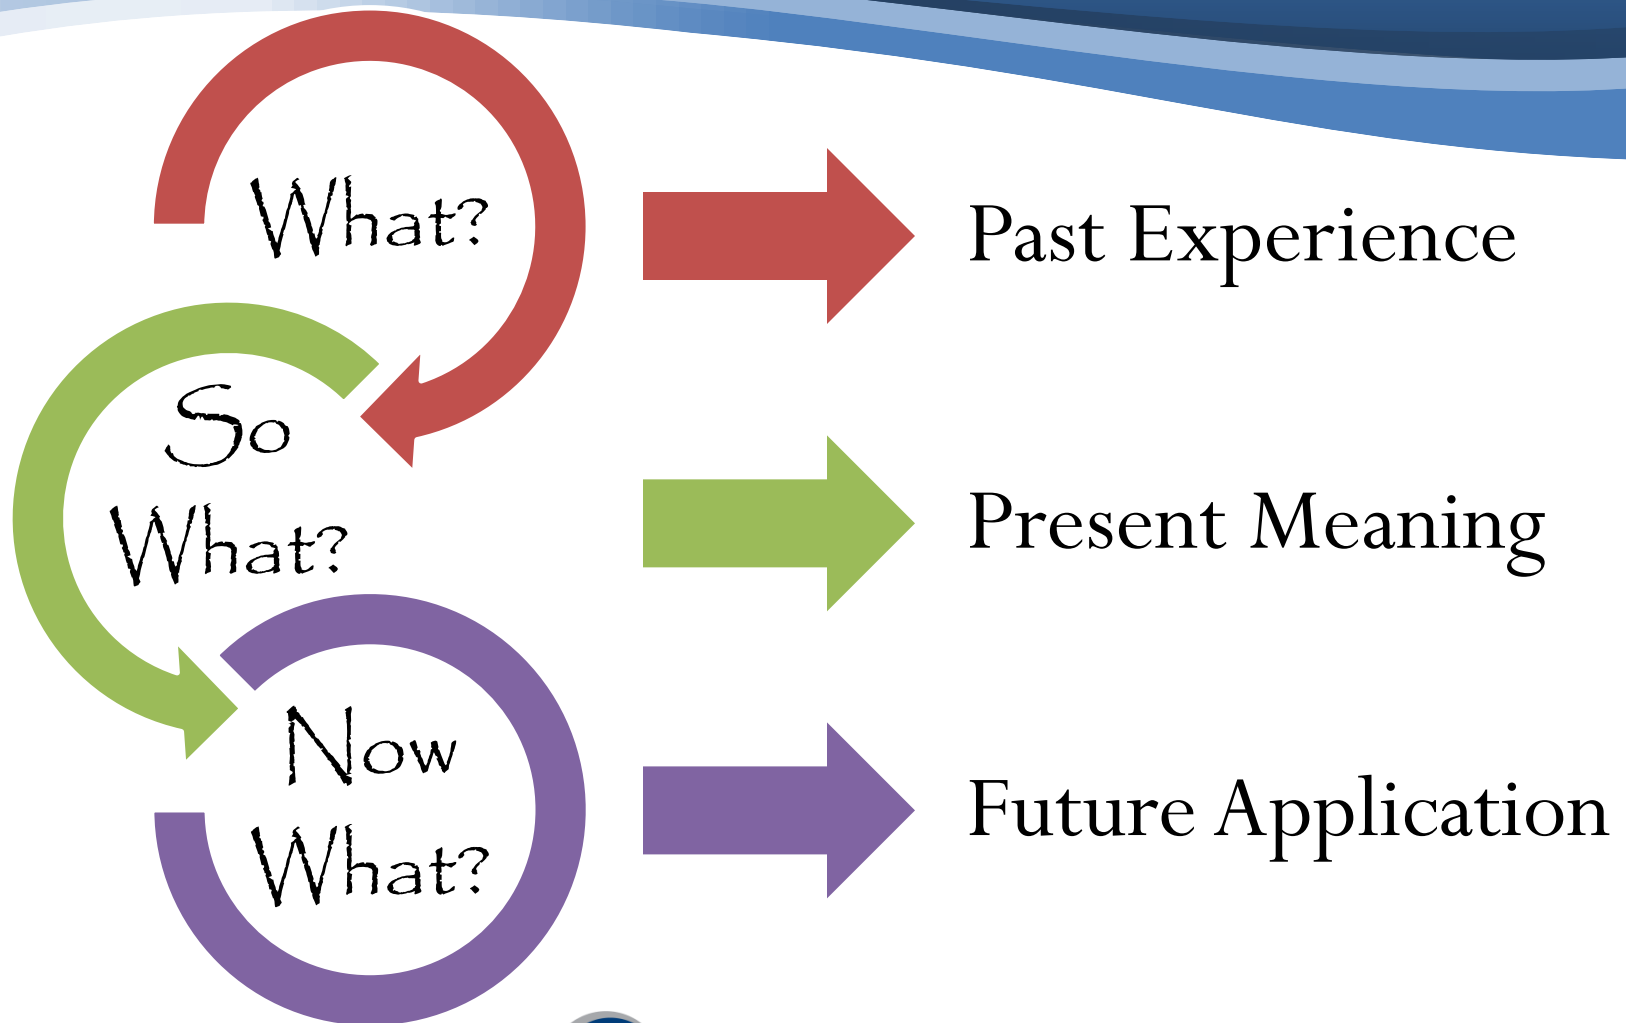 What?
Past Experience
So
What?
Present Meaning
Now
What?
Future Application